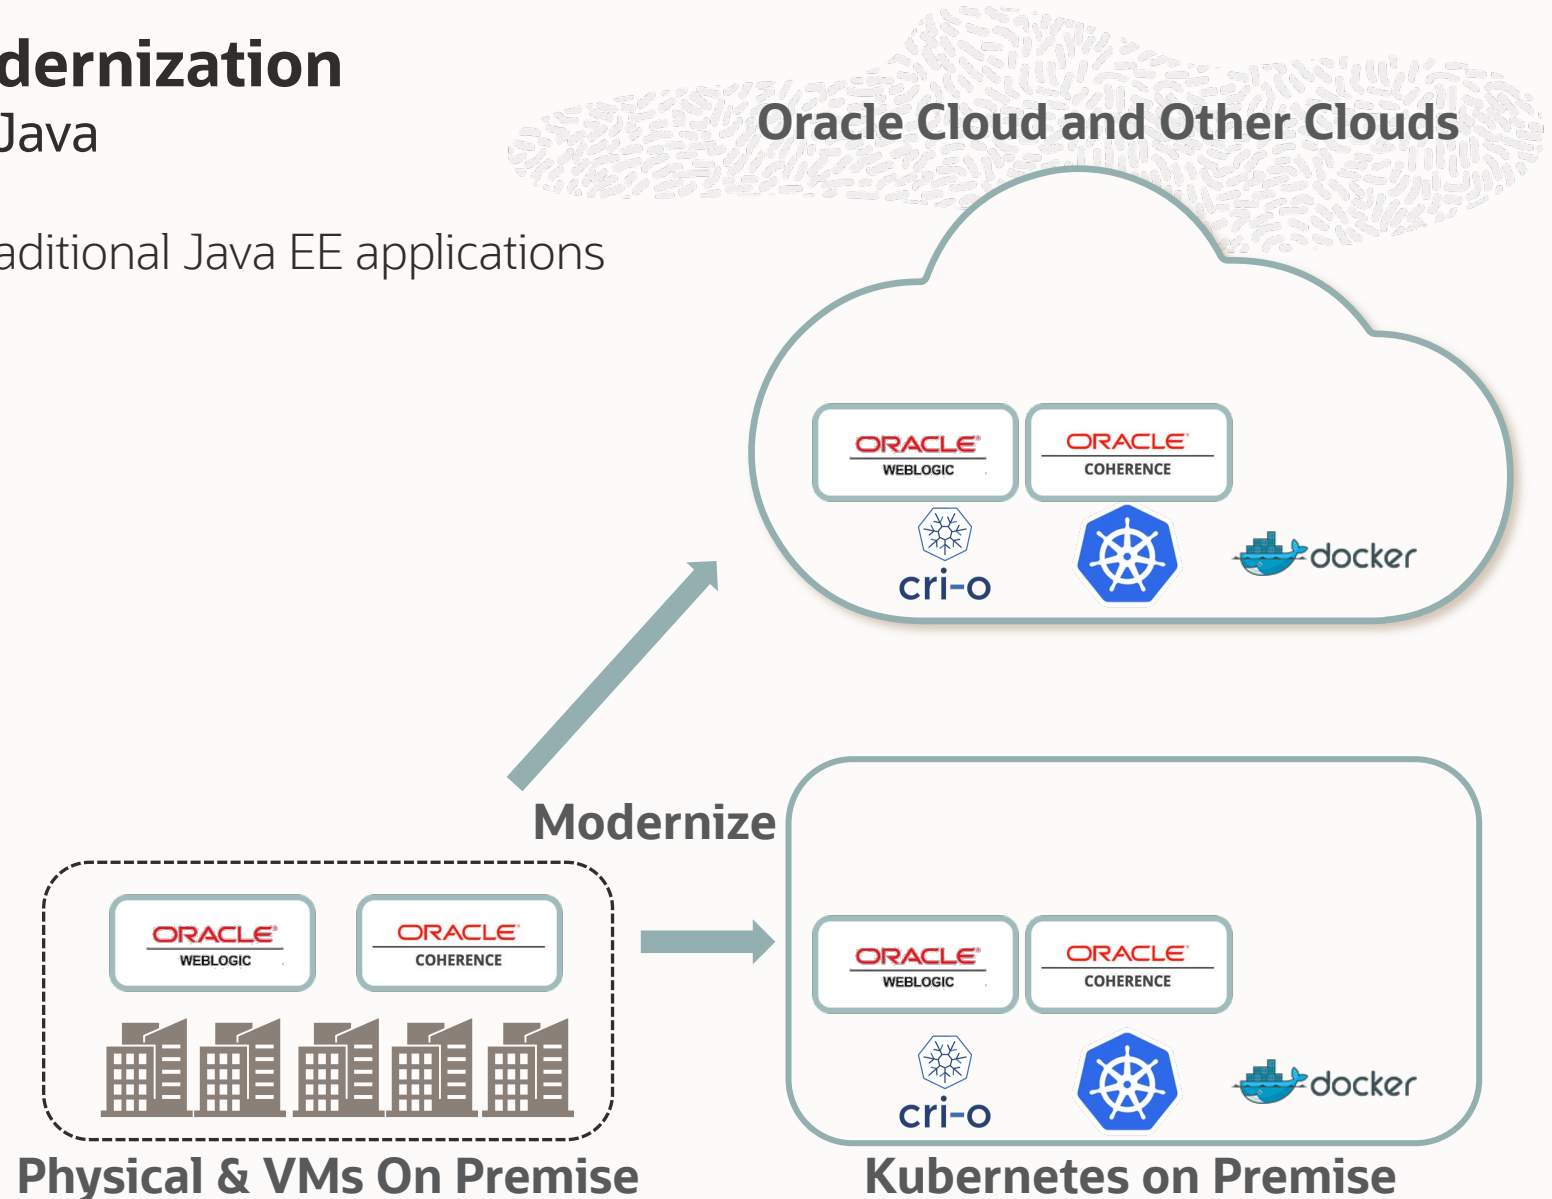 dernization
Java
aditional Java EE applications
Oracle Cloud and Other Clouds
ORACLE®
WEBLOGIC
ORACLE®
COHERENCE
cri-o
docker
Modernize
ORACLE®
WEBLOGIC
ORACLE®
COHERENCE
ORACLE®
WEBLOGIC
ORACLE®
COHERENCE
cri-o
docker
Physical & VMs On Premise
Kubernetes on Premise